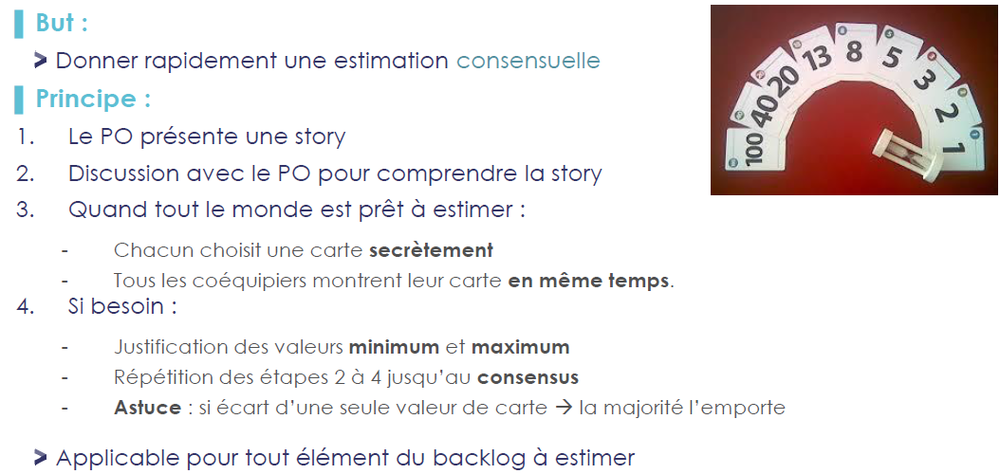 But :
> Donner rapidement une estimation consensuelle
Principe :
1. Le PO présente une story
2. Discussion avec le PO pour comprendre la story
3. Quand tout le monde est prêt à estimer :
- Chacun choisit une carte secrètement
- Tous les coéquipiers montrent leur carte en même temps.
4. Si besoin :
- Justification des valeurs minimum et maximum
- Répétition des étapes 2 à 4 jusqu’au consensus
- Astuce : si écart d’une seule valeur de carte → la majorité l’emporte
> Applicable pour tout élément du backlog à estimer
100
40
20
13
8
5
3
2
1